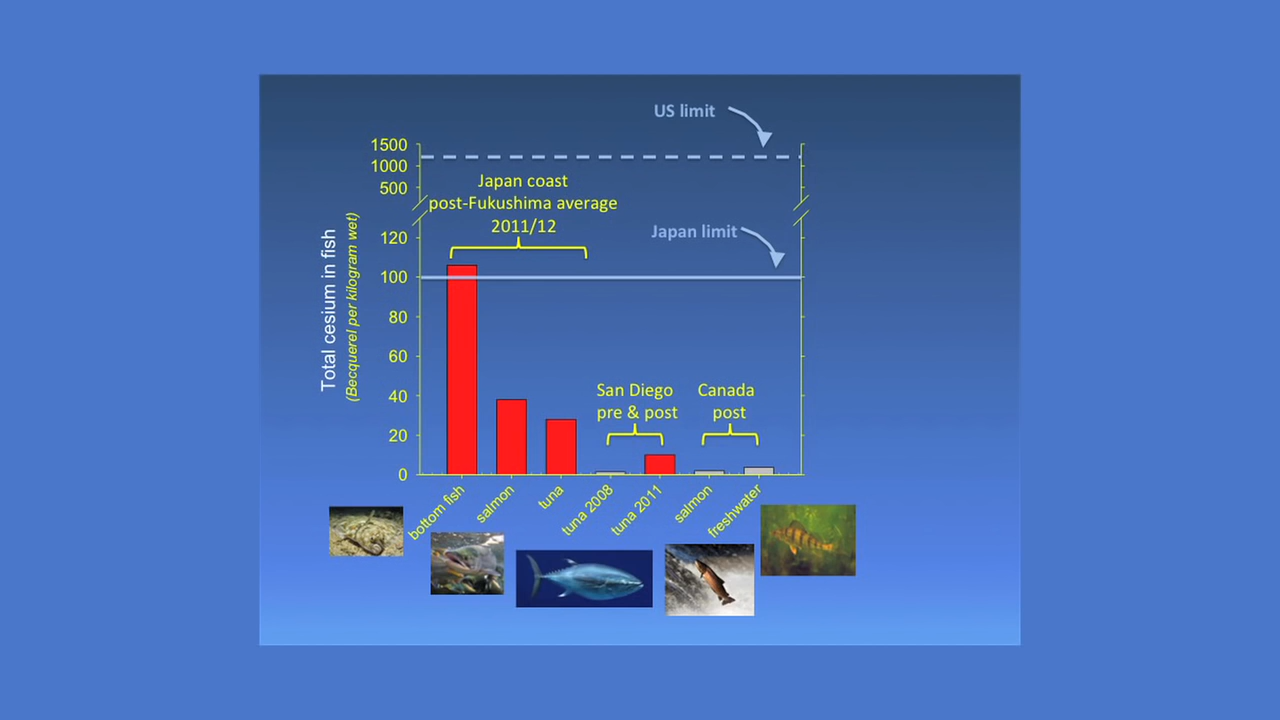 US limit
1500
1000
500
Japan coast
post-Fukushima average
2011/12
Japan limit
120
100
80
60
40
20
0
Total cesium in fish
(Becquerel per kilogram wet)
San Diego
pre & post
Canada
post
bottom fish
salmon
tuna
tuna 2008
tuna 2011
salmon
freshwater